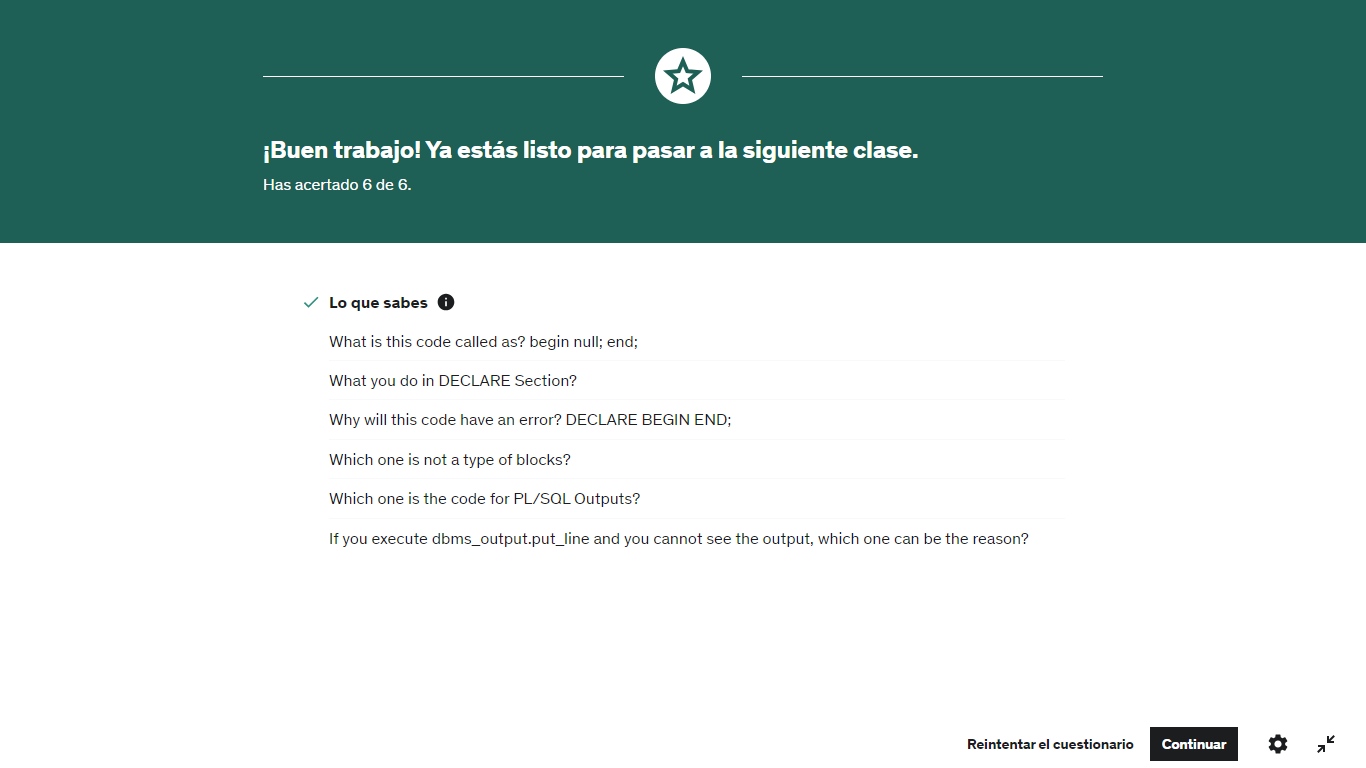 ¡Buen trabajo! Ya estás listo para pasar a la siguiente clase.
Has acertado 6 de 6.
Lo que sabes
What is this code called as? begin null; end;
What you do in DECLARE Section?
Why will this code have an error? DECLARE BEGIN END;
Which one is not a type of blocks?
Which one is the code for PL/SQL Outputs?
If you execute dbms_output.put_line and you cannot see the output, which one can be the reason?
Reintentar el cuestionario
Continuar